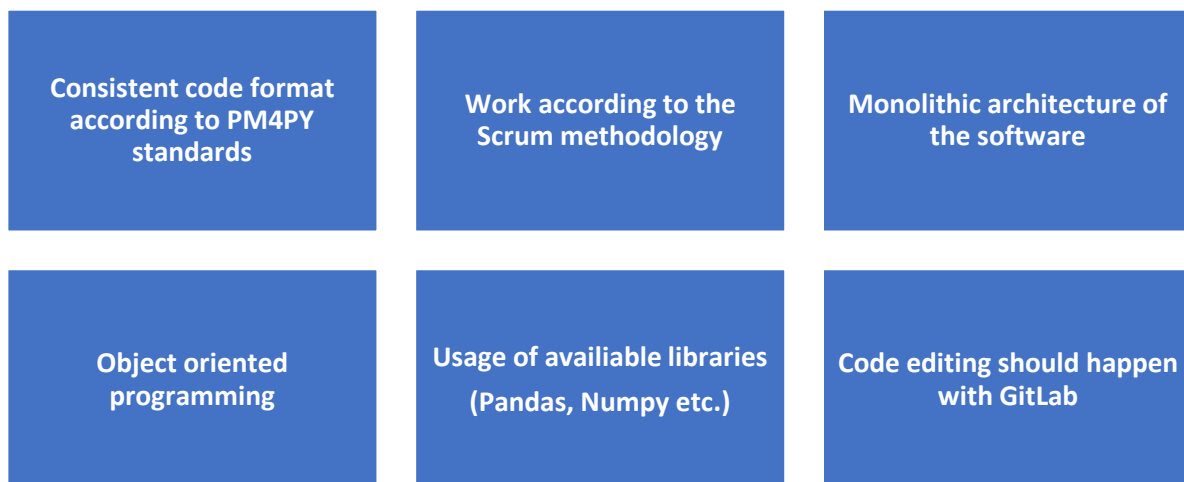 Consistent code format
according to PM4PY
standards
Work according to the
Scrum methodology
Monolithic architecture of
the software
Object oriented
programming
Usage of availiable libraries
(Pandas, Numpy etc.)
Code editing should happen
with GitLab